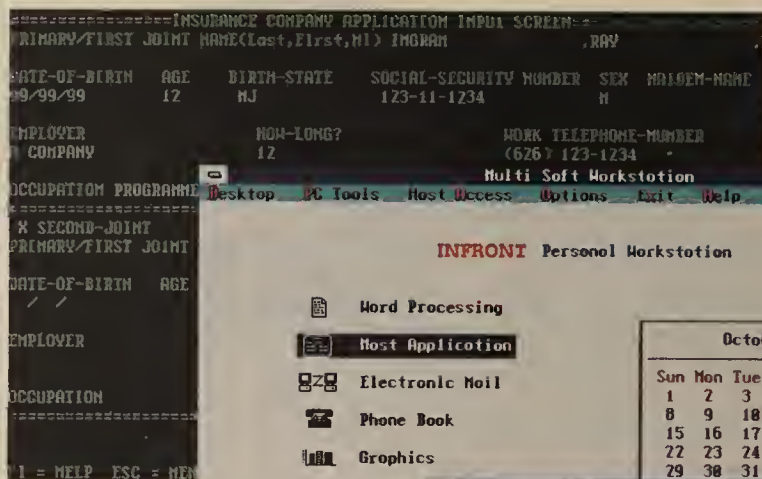 INSURANCE COMPANY APPLICATION INPUT SCREEN
RIMARY/FIRST JOINT NAME(Last,First,MI) INGRAM ,RAY ,
DATE-OF-BIRTH AGE BIRTH-STATE SOCIAL-SECURITY NUMBER SEX MAIDEN-NAME
99/99/99 12 NJ 123-11-1234 M
EMPLOYER HOW-LONG? WORK TELEPHONE-NUMBER
COMPANY 12 (626) 123-1234
OCCUPATION PROGRAMME
X SECOND-JOINT
PRIMARY/FIRST JOINT
DATE-OF-BIRTH AGE
/ /
EMPLOYER
OCCUPATION
1 = HELP ESC = MEN
Multi Soft Workstation
Desktop PC Tools Host Access Options Exit Help
INFRONT Personal Workstation
Word Processing
Host Application
Electronic Mail
Phone Book
Graphics
Octo
Sun Mon Tue
1 2 3
8 9 10
15 16 17
22 23 24
29 30 31